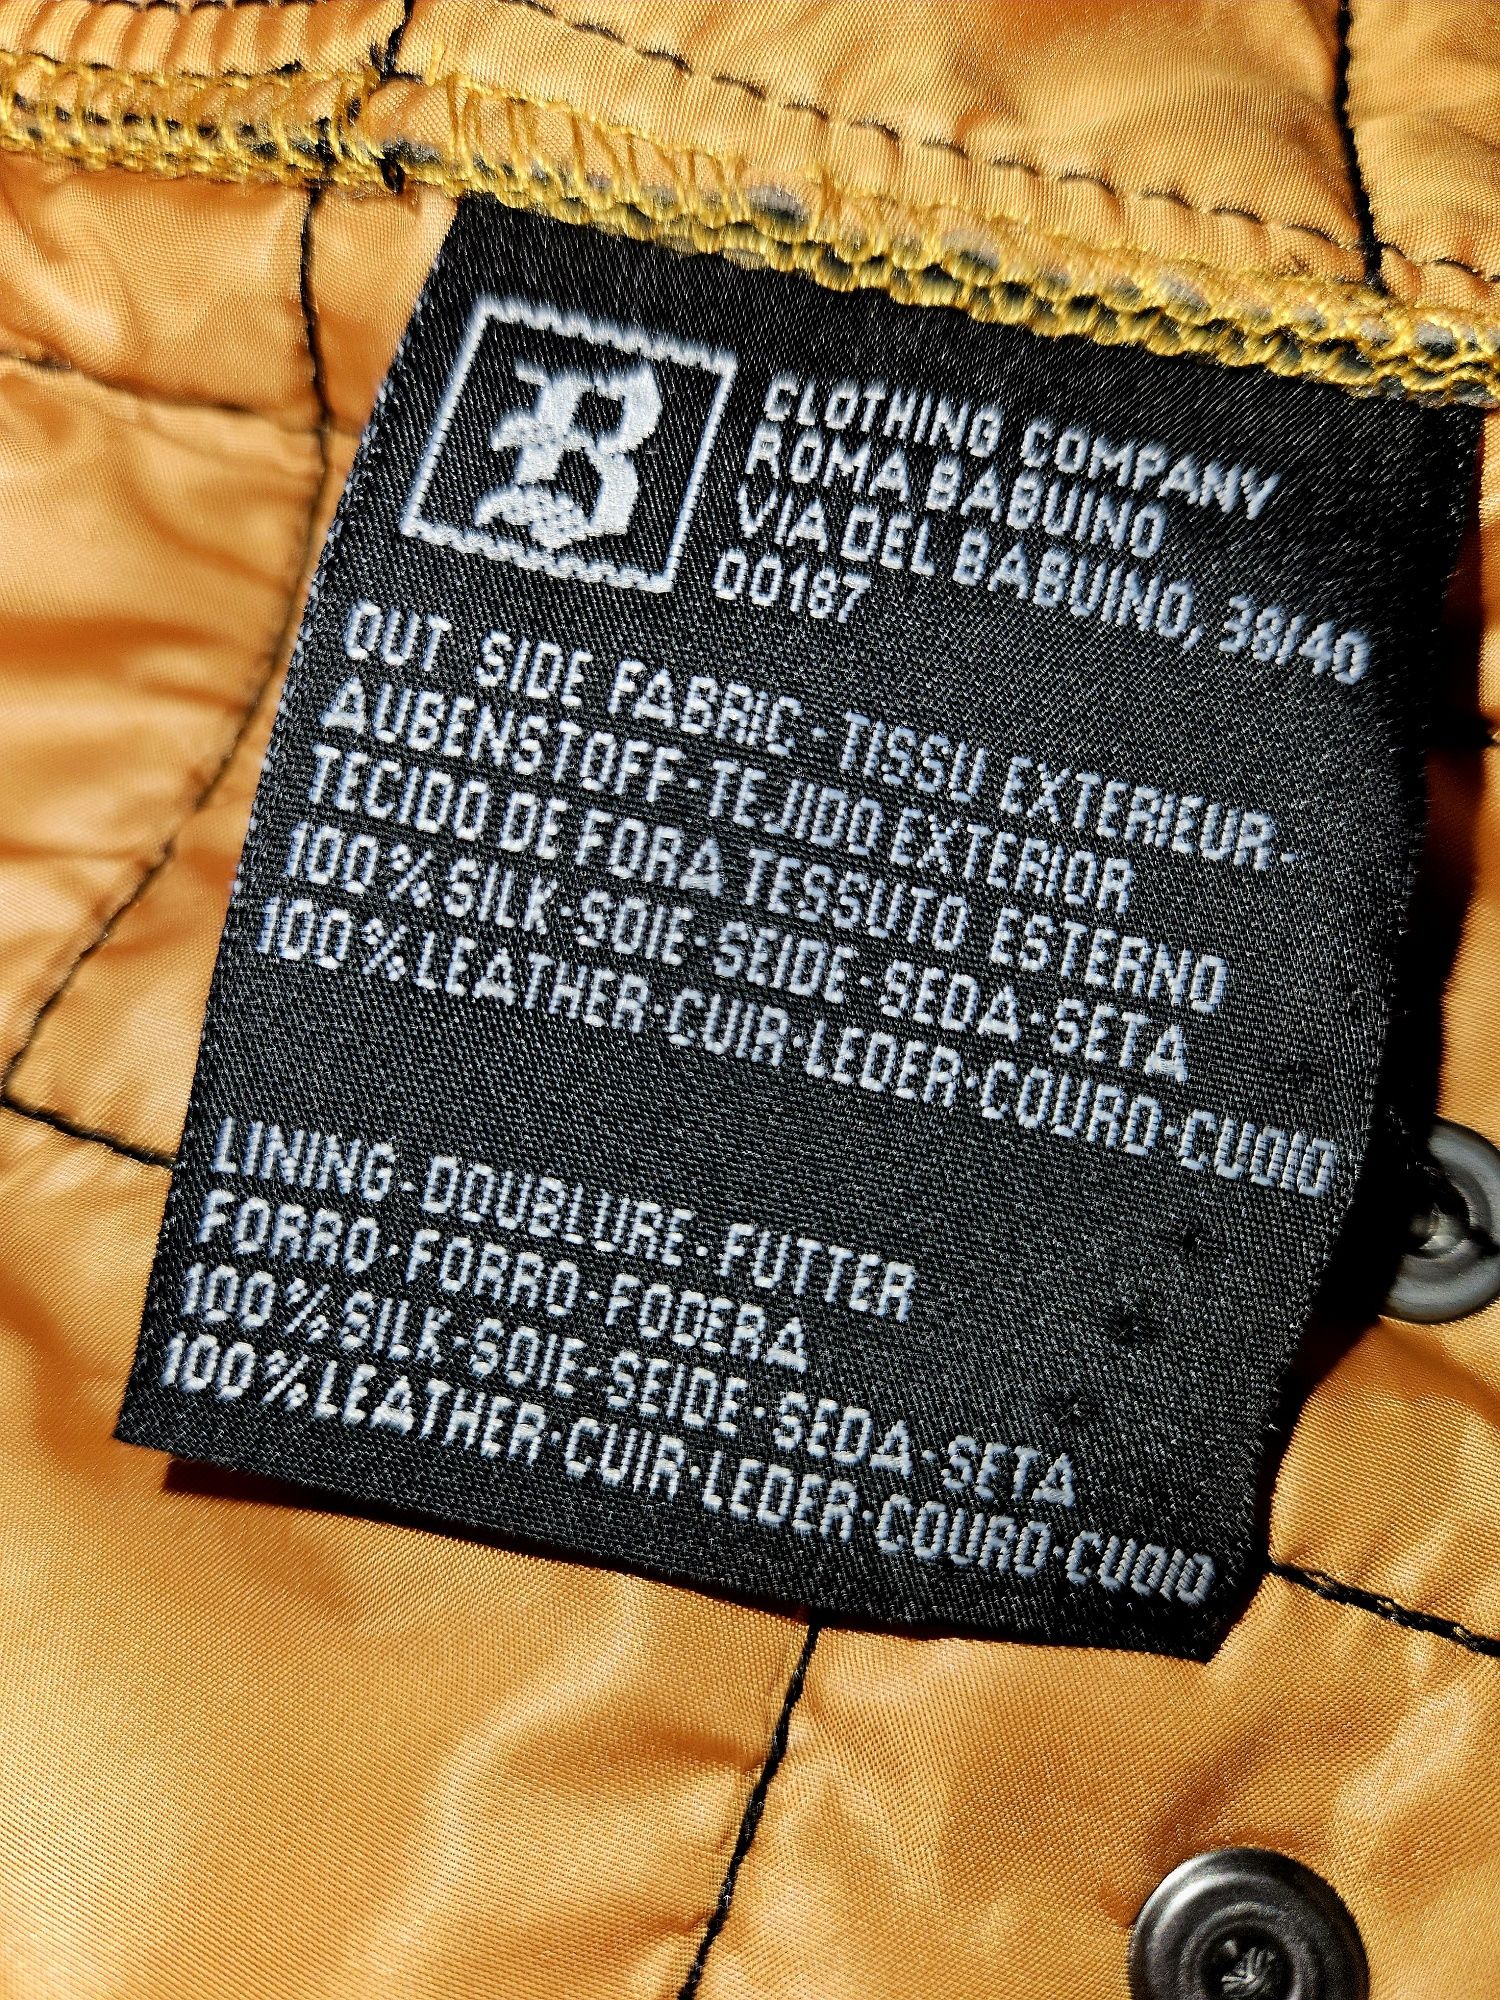 B
CLOTHING COMPANY
ROMA BABUINO
VIA DEL BABUINO, 38/40
00187
OUT SIDE FABRIC·TISSU EXTERIEUR·
AUBENSTOFF·TEJIDO EXTERIOR
TECIDO DE FORA TESSUTO ESTERNO
100%SILK·SOIE·SEIDE·SEDA·SETA
100%LEATHER·CUIR·LEDER·COURO·CUOIO
LINING·DOUBLURE·FUTTER
FORRO·FORRO·FODERA
100%SILK·SOIE·SEIDE·SEDA·SETA
100%LEATHER·CUIR·LEDER·COURO·CUOIO